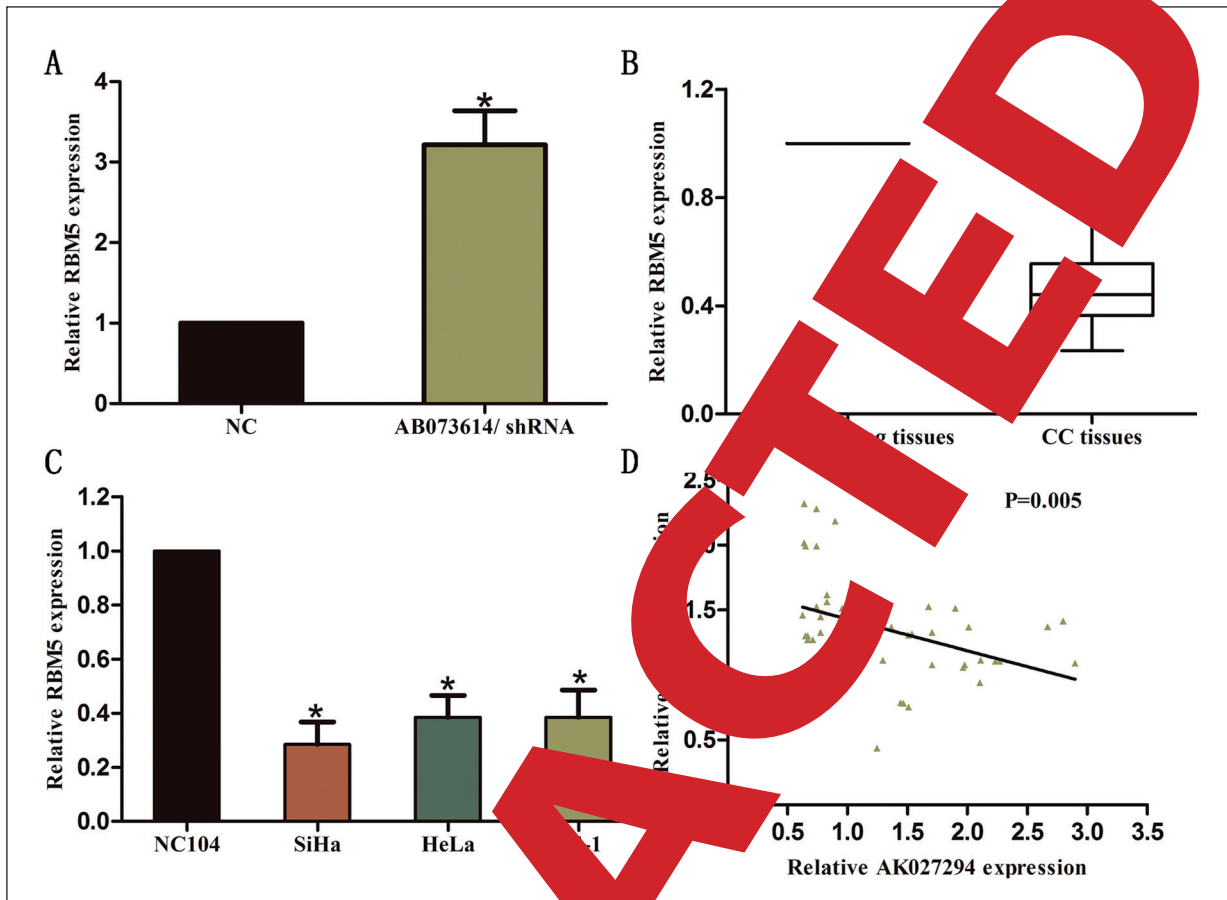 A
Relative RBM5 expression
4
3
2
1
0
*
NC
AB073614/ shRNA
B
Relative RBM5 expression
1.2
0.8
0.4
0.0
tissues
CC tissues
C
Relative RBM5 expression
1.2
1.0
0.8
0.6
0.4
0.2
0.0
*
*
*
NC104
SiHa
HeLa
-1
D
Relative
2.5
1.5
0.5
P=0.005
0.5 1.0 1.5 2.0 2.5 3.0 3.5
Relative AK027294 expression
ACTED